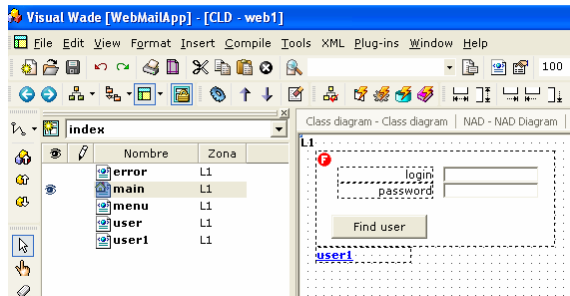 Visual Wade [WebMailApp] - [CLD - web1]
File Edit View Format Insert Compile Tools XML Plug-ins Window Help
100
index
Class diagram - Class diagram NAD - NAD Diagram
Nombre Zona
error L1
main L1
menu L1
user L1
user1 L1
L1
F
login
password
Find user
user1